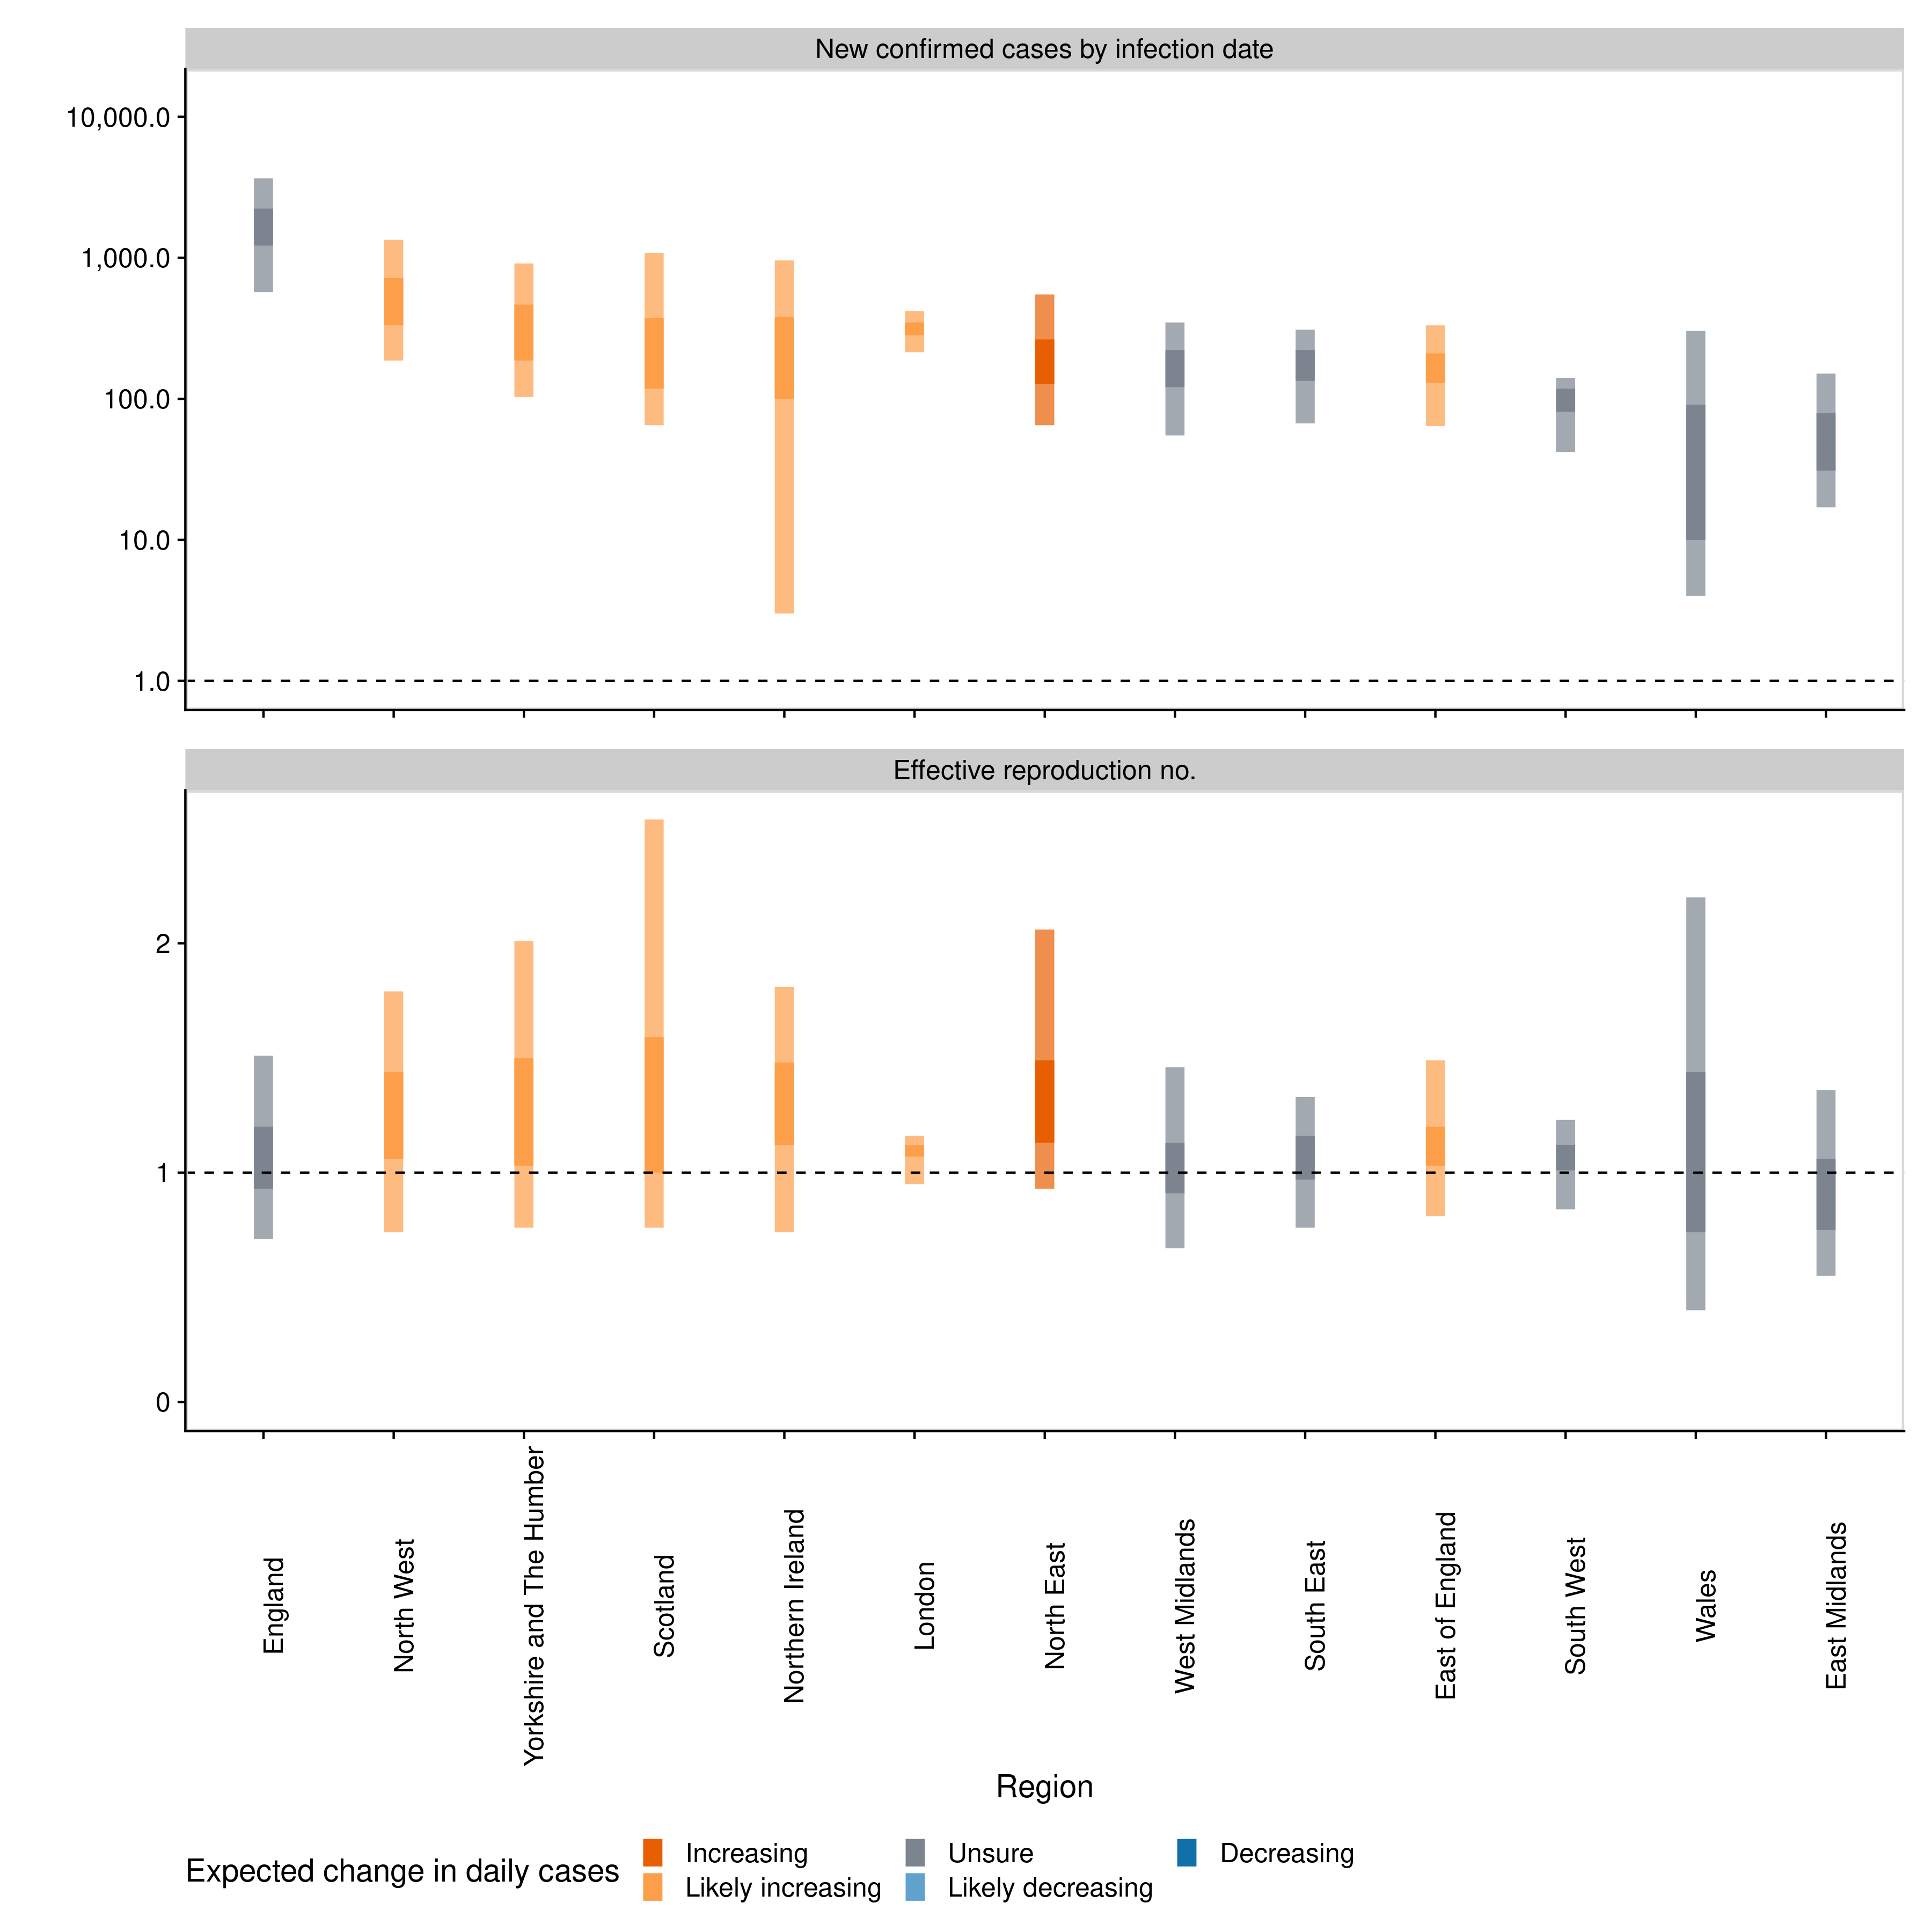 New confirmed cases by infection date
10,000.0
1,000.0
100.0
10.0
1.0
Effective reproduction no.
2
1
0
England
North West
Yorkshire and The Humber
Scotland
Northern Ireland
London
North East
West Midlands
South East
East of England
South West
Wales
East Midlands
Region
Expected change in daily cases
Increasing
Likely increasing
Unsure
Likely decreasing
Decreasing